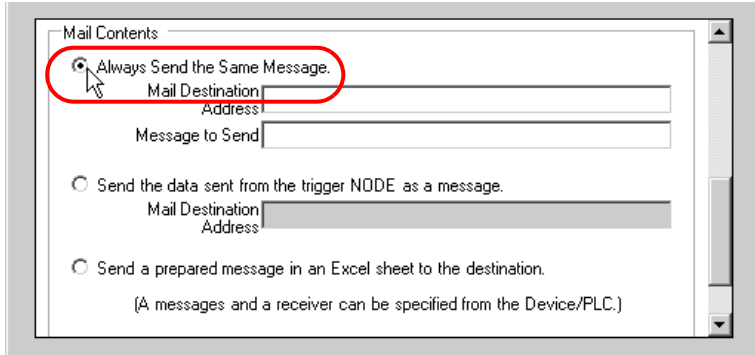 Mail Contents
Always Send the Same Message.
Mail Destination
Address
Message to Send
Send the data sent from the trigger NODE as a message.
Mail Destination
Address
Send a prepared message in an Excel sheet to the destination.
(A messages and a receiver can be specified from the Device/PLC.)